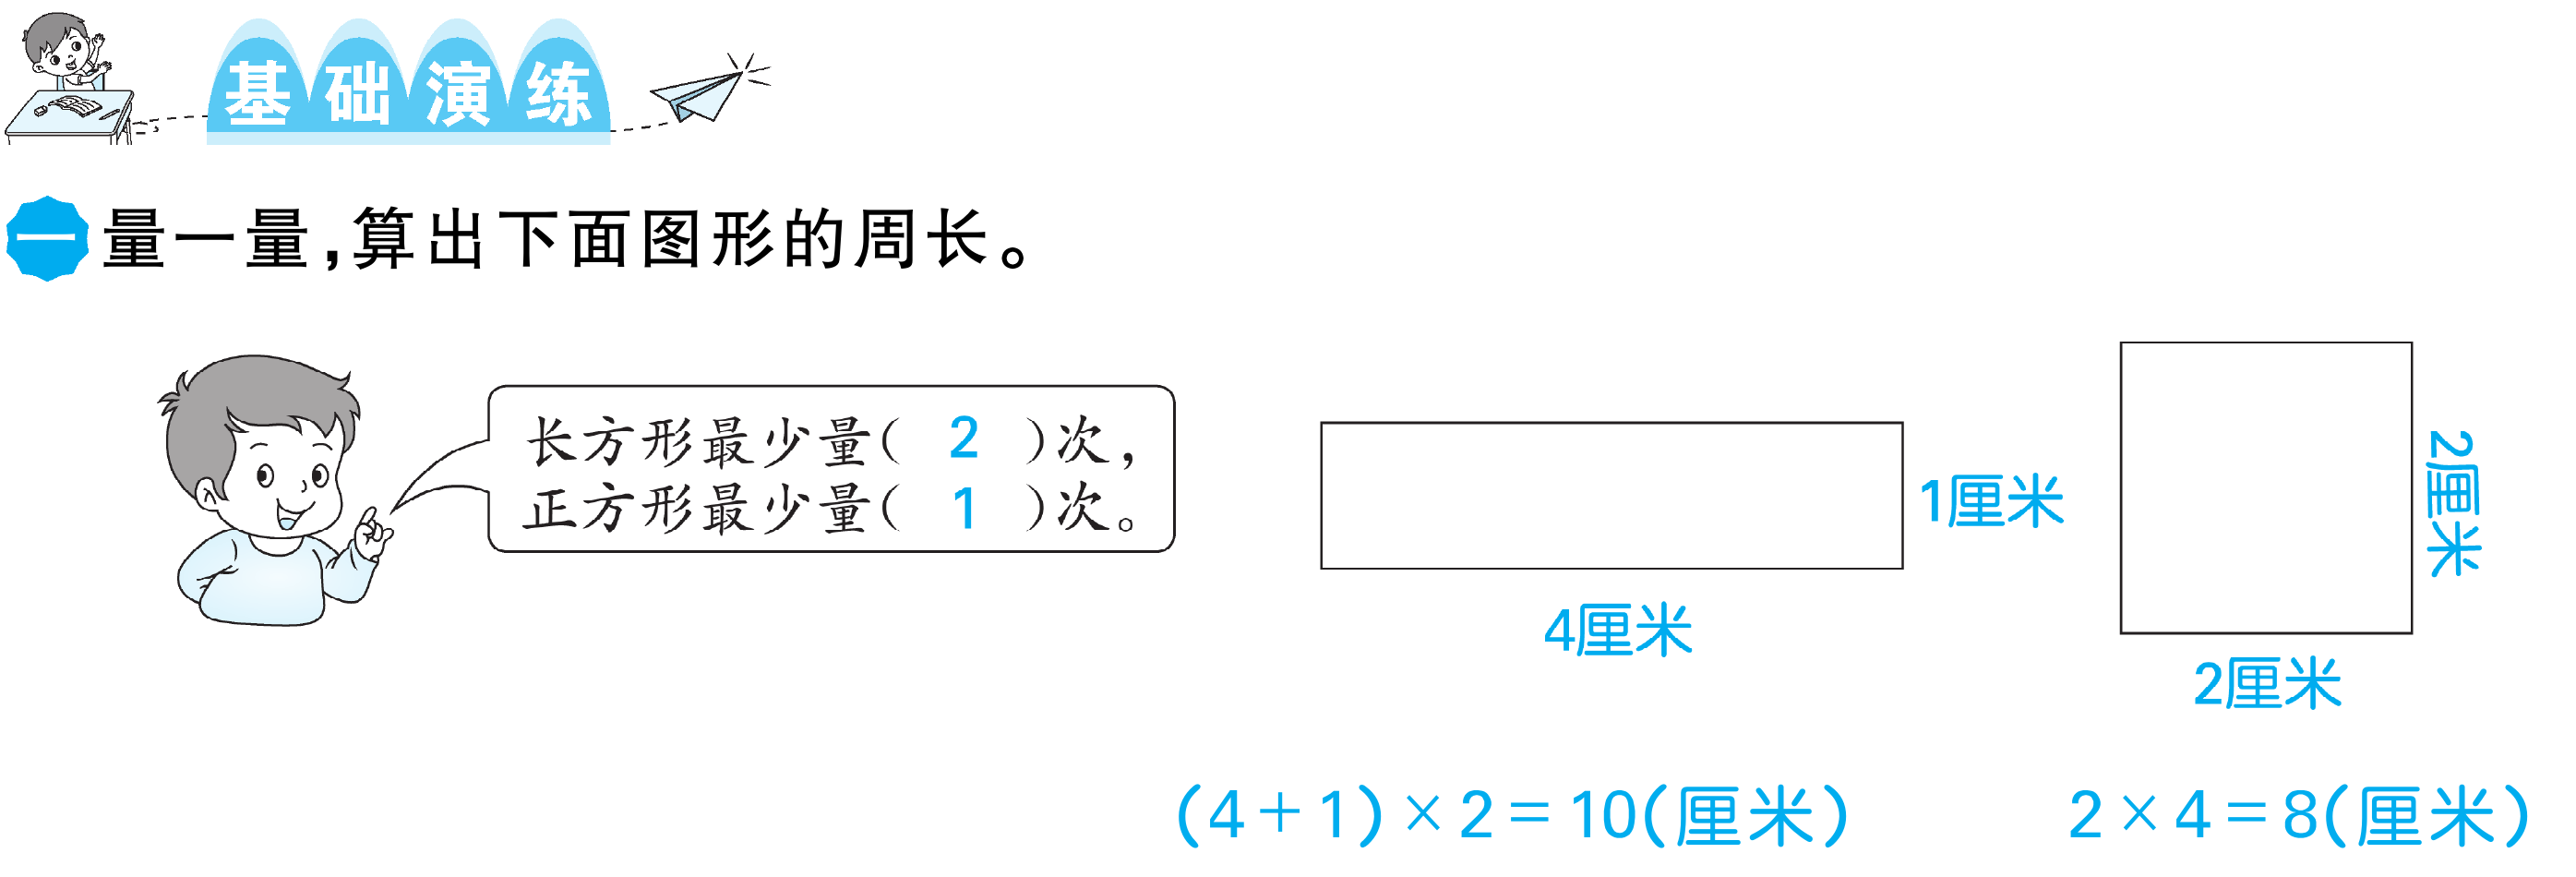 基础演练
一 量一量,算出下面图形的周长。
长方形最少量( 2 )次,
正方形最少量( 1 )次。
1厘米
4厘米
2厘米
2厘米
(4+1)×2=10(厘米)
2×4=8(厘米)